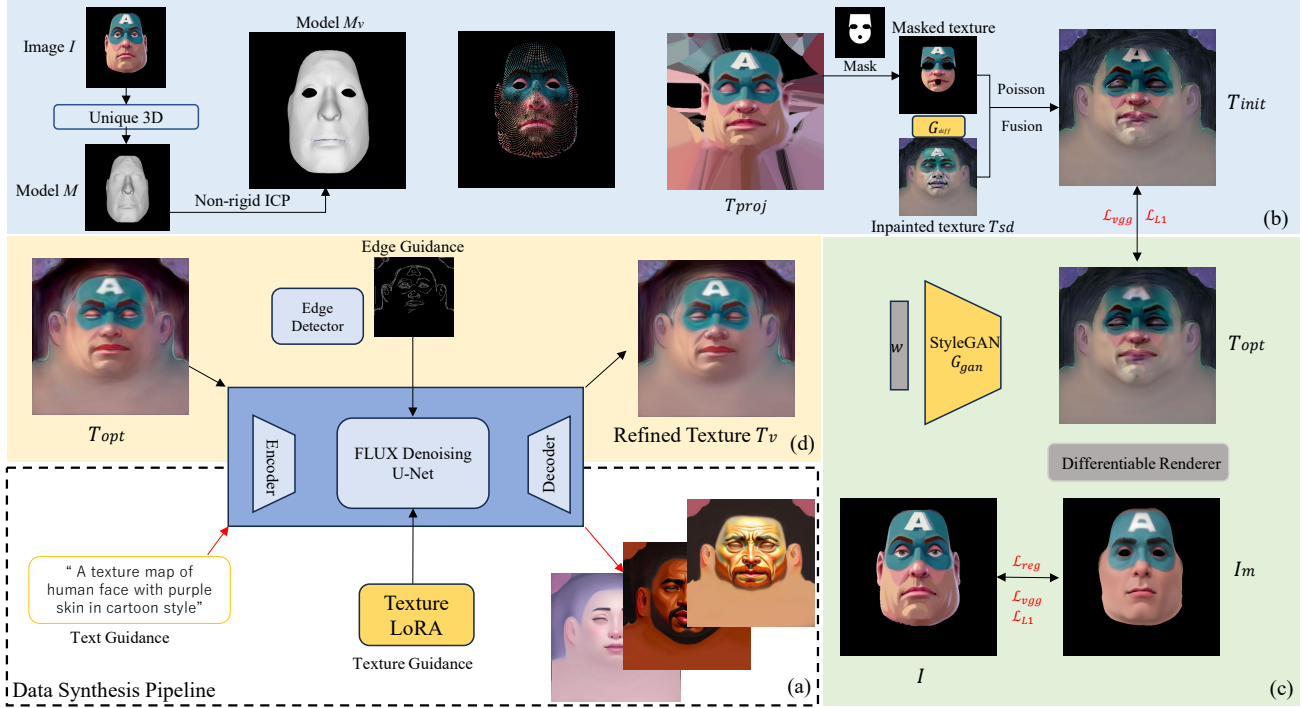 Image I
Unique 3D
Model M
Non-rigid ICP
Model Mv
A
Tproj
Mask
Masked texture
G_diff
Inpainted texture Tsd
Poisson
Fusion
Tinit
ℒvgg ℒL1
(b)
Topt
Edge Guidance
Edge
Detector
Encoder
FLUX Denoising
U-Net
Decoder
Refined Texture Tv
(d)
w
StyleGAN
Ggan
Topt
Differentiable Renderer
I
ℒreg
ℒvgg
ℒL1
Im
(c)
“ A texture map of
human face with purple
skin in cartoon style”
Text Guidance
Texture
LoRA
Texture Guidance
Data Synthesis Pipeline
(a)